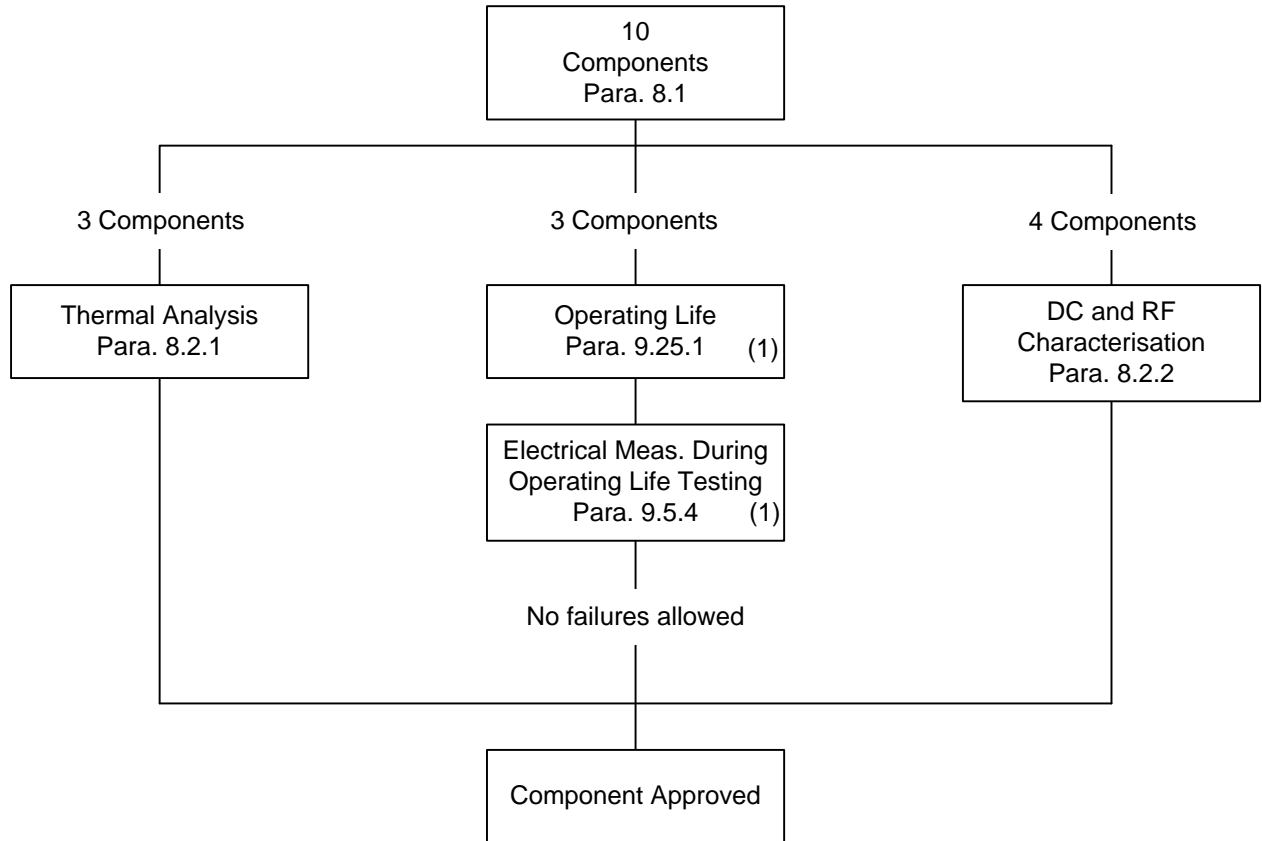 10
Components
Para. 8.1
3 Components
3 Components
4 Components
Thermal Analysis
Para. 8.2.1
Operating Life
Para. 9.25.1 (1)
DC and RF
Characterisation
Para. 8.2.2
Electrical Meas. During
Operating Life Testing
Para. 9.5.4 (1)
No failures allowed
Component Approved